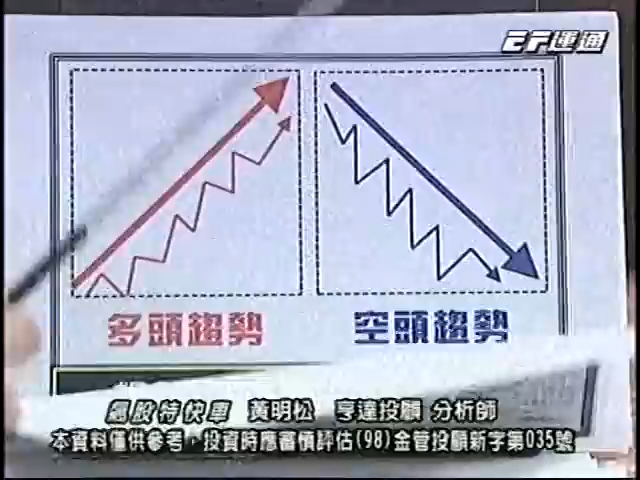 EF運通
多頭趨勢
空頭趨勢
飆股特快車 黃明松 亨達投顧 分析師
本資料僅供參考，投資時應審慎評估(98)金管投顧新字第035號